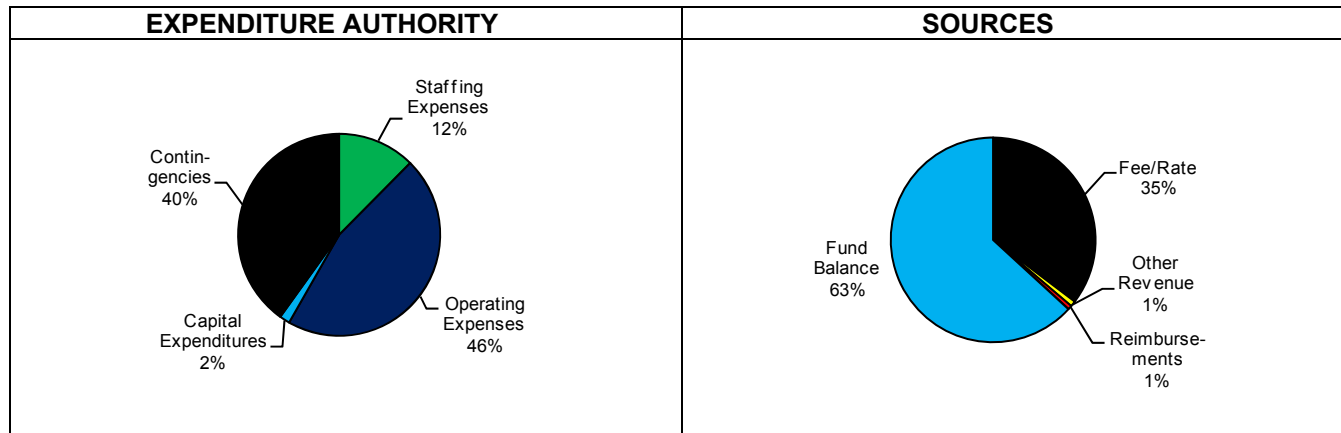 EXPENDITURE AUTHORITY
Staffing
Expenses
12%
Contin-
gencies
40%
Operating
Expenses
46%
Capital
Expenditures
2%
SOURCES
Fee/Rate
35%
Fund
Balance
63%
Other
Revenue
1%
Reimburse-
ments
1%